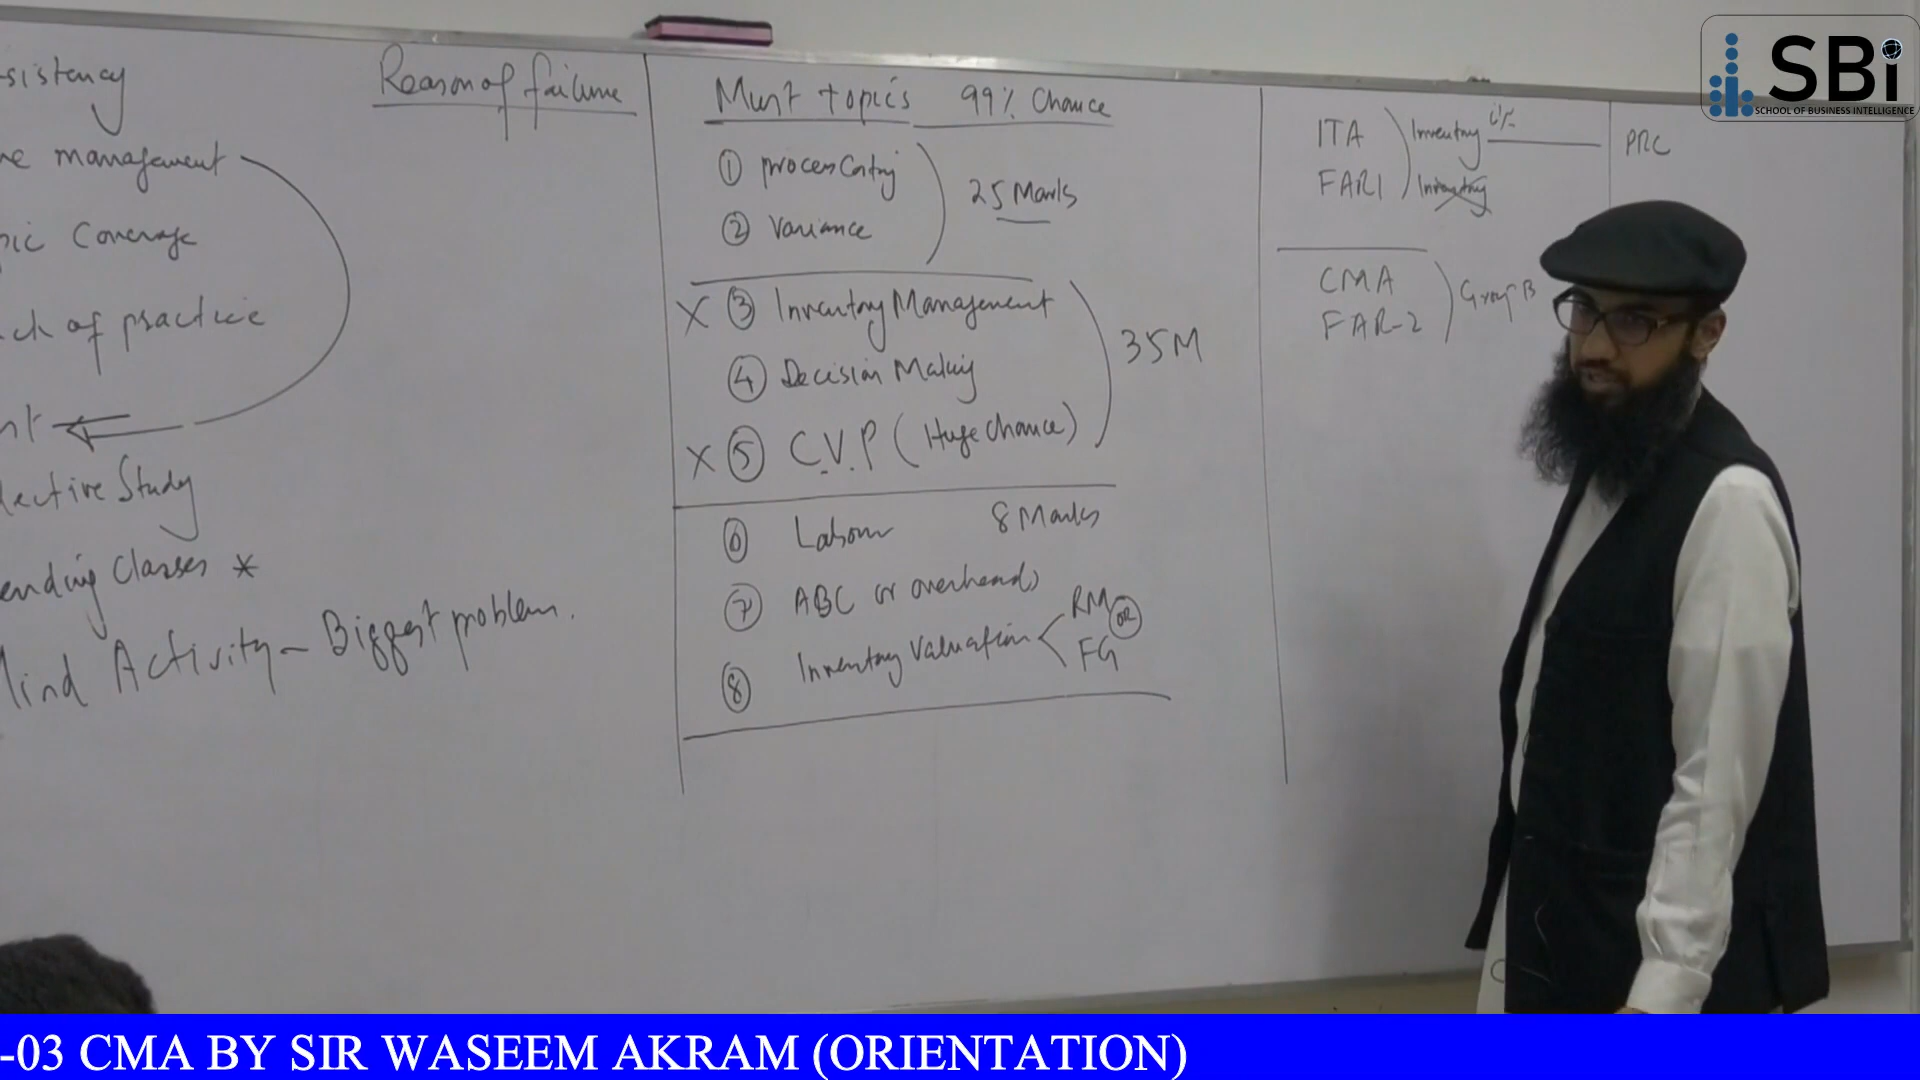 -sistency
Reason of failure
me management
pic Coverage
ck of practice
lective Study
ending Classes *
Mind Activity - Biggest problem.
Must topics 99% Chance
① process Costing
② Variance
25 Marks
X ③ Inventory Management
④ Decision Making
X ⑤ C.V.P (Huge Chance)
35M
⑥ Labour 8 Marks
⑦ ABC or overheads
⑧ Inventory Valuation < RM OR
FG
ITA
FAR1
Inventory
Inventory
CMA
FAR-2
Group B
PRC
SBi
SCHOOL OF BUSINESS INTELLIGENCE
-03 CMA BY SIR WASEEM AKRAM (ORIENTATION)